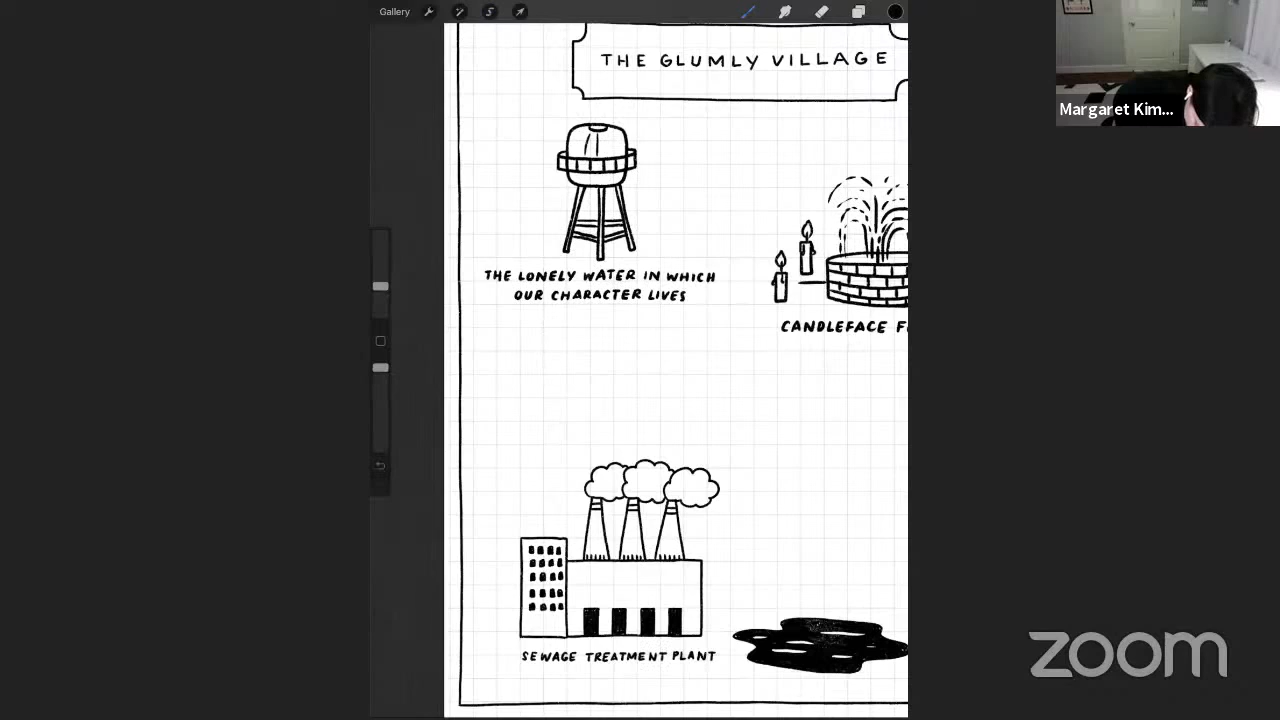 Gallery
THE GLUMLY VILLAGE
Margaret Kim...
THE LONELY WATER IN WHICH
OUR CHARACTER LIVES
CANDLEFACE
SEWAGE TREATMENT PLANT
zoom